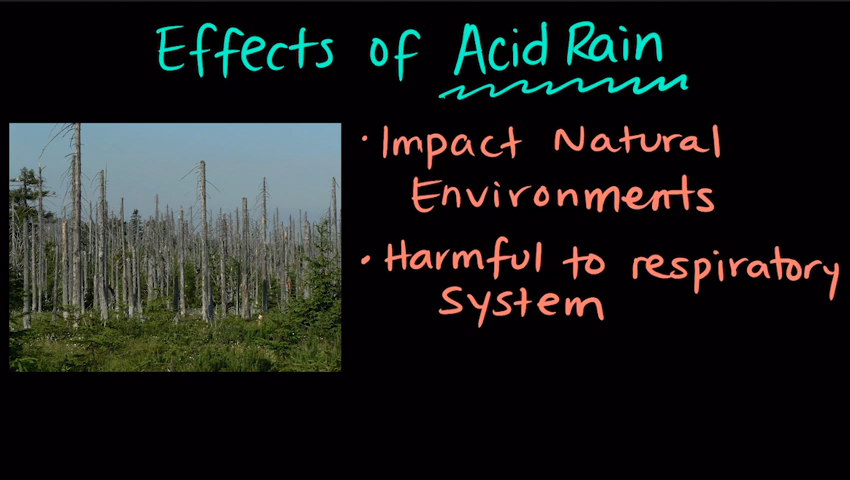 Effects of Acid Rain
• Impact Natural
Environments
• Harmful to respiratory
System